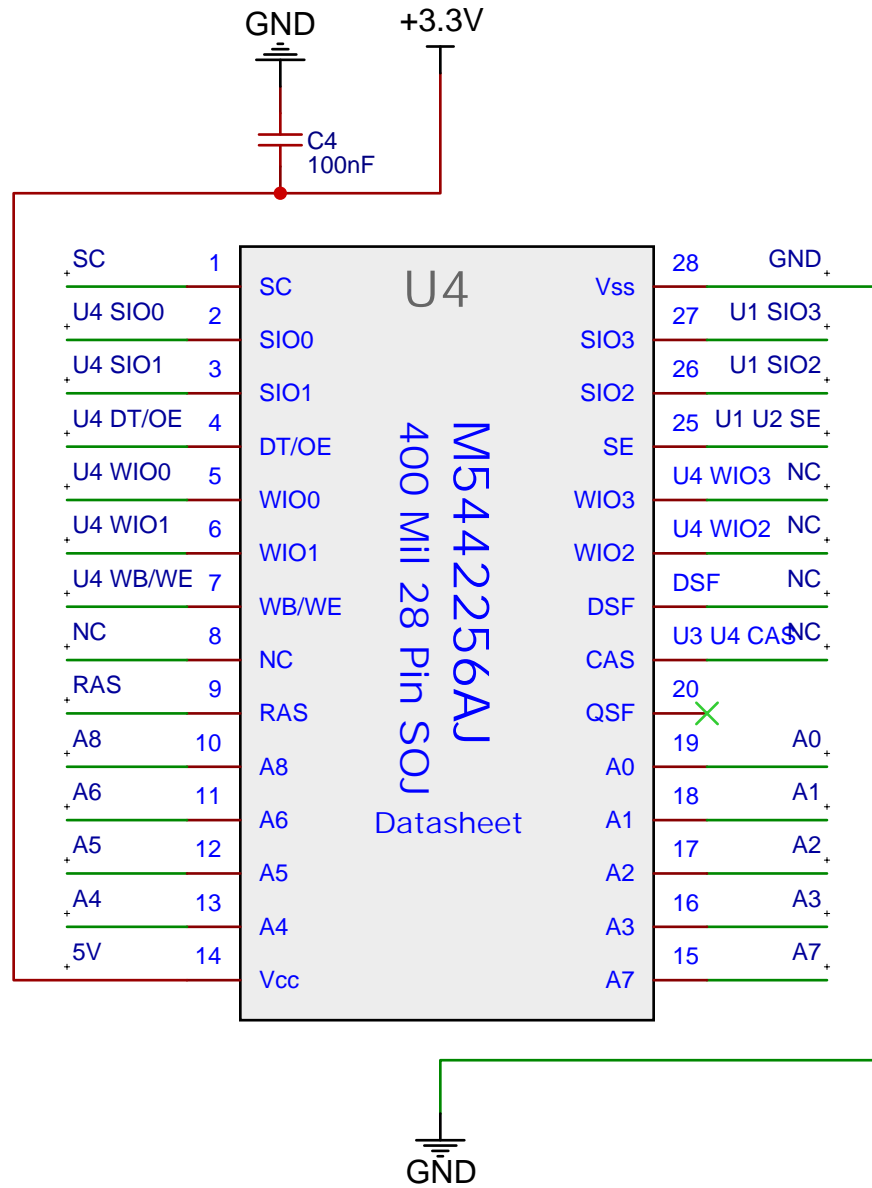 GND
+3.3V
C4
100nF
U4
M5442256AJ
400 Mil 28 Pin SOJ
Datasheet
SC 1 SC
U4 SIO0 2 SIO0
U4 SIO1 3 SIO1
U4 DT/OE 4 DT/OE
U4 WIO0 5 WIO0
U4 WIO1 6 WIO1
U4 WB/WE 7 WB/WE
NC 8 NC
RAS 9 RAS
A8 10 A8
A6 11 A6
A5 12 A5
A4 13 A4
5V 14 Vcc
Vss 28 GND
SIO3 27 U1 SIO3
SIO2 26 U1 SIO2
SE 25 U1 U2 SE
WIO3 U4 WIO3 NC
WIO2 U4 WIO2 NC
DSF DSF NC
CAS U3 U4 CAS NC
QSF 20
A0 19 A0
A1 18 A1
A2 17 A2
A3 16 A3
A7 15 A7
GND